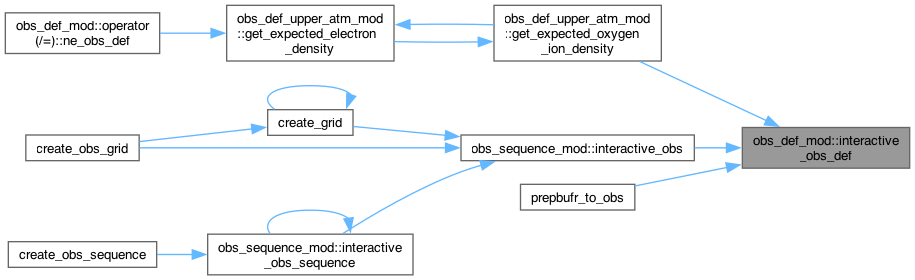 obs_def_mod::operator
(/=)::ne_obs_def
obs_def_upper_atm_mod
::get_expected_electron
_density
obs_def_upper_atm_mod
::get_expected_oxygen
_ion_density
create_grid
create_obs_grid
obs_sequence_mod::interactive_obs
obs_def_mod::interactive
_obs_def
prepbufr_to_obs
obs_sequence_mod::interactive
_obs_sequence
create_obs_sequence